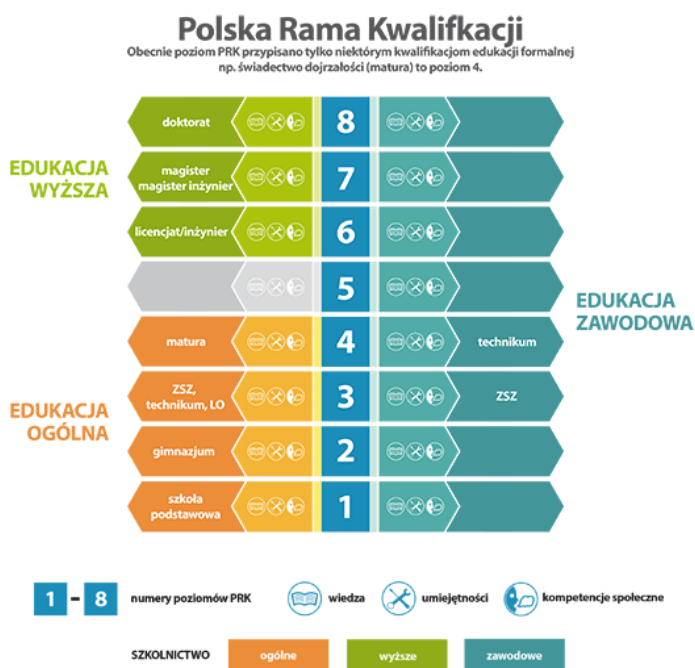 Polska Rama Kwalifkacji
Obecnie poziom PRK przypisano tylko niektórym kwalifikacjom edukacji formalnej
np. świadectwo dojrzałości (matura) to poziom 4.
doktorat
8
EDUKACJA
WYŻSZA
magister
magister inżynier
7
licencjat/inżynier
6
5
EDUKACJA
ZAWODOWA
matura
4
technikum
EDUKACJA
OGÓLNA
ZSZ,
technikum, LO
3
ZSZ
gimnazjum
2
szkoła
podstawowa
1
1 – 8 numery poziomów PRK
wiedza
umiejętności
kompetencje społeczne
SZKOLNICTWO
ogólne
wyższe
zawodowe